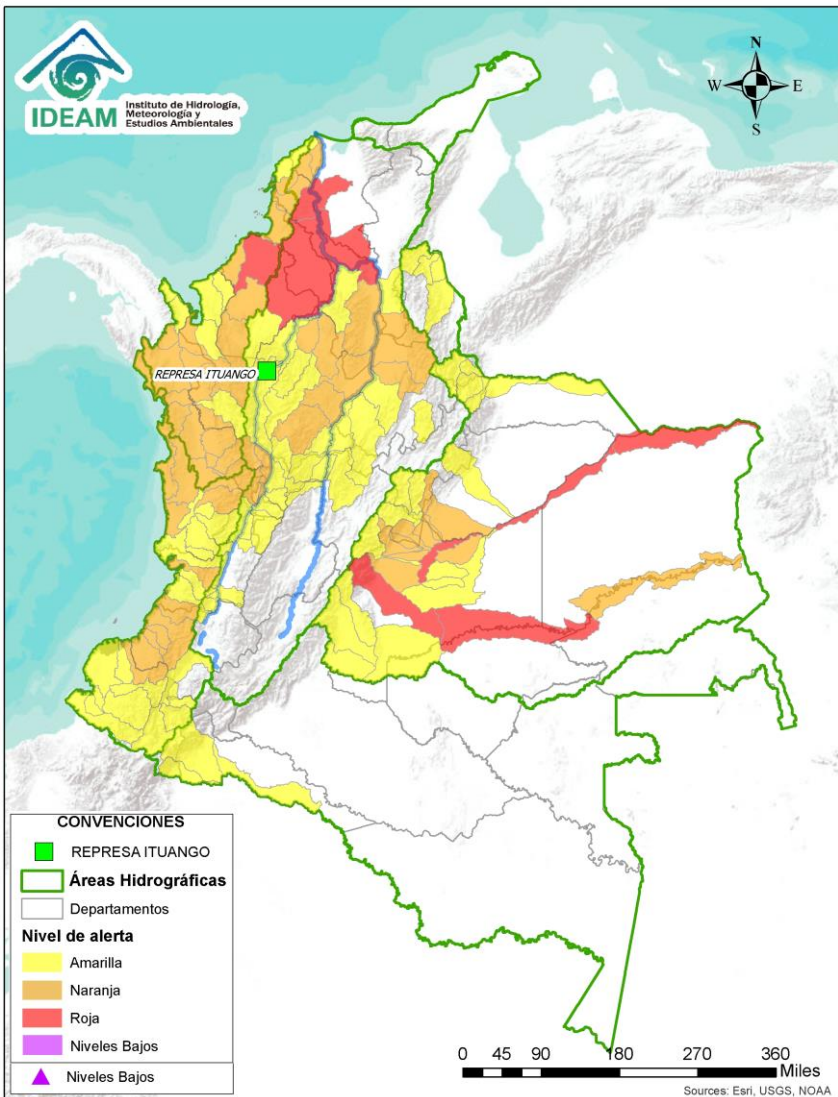 IDEAM
Instituto de Hidrología,
Meteorología y
Estudios Ambientales
N
W E
S
REPRESA ITUANGO
CONVENCIONES
REPRESA ITUANGO
Áreas Hidrográficas
Departamentos
Nivel de alerta
Amarilla
Naranja
Roja
Niveles Bajos
Niveles Bajos
0 45 90 180 270 360
Miles
Sources: Esri, USGS, NOAA